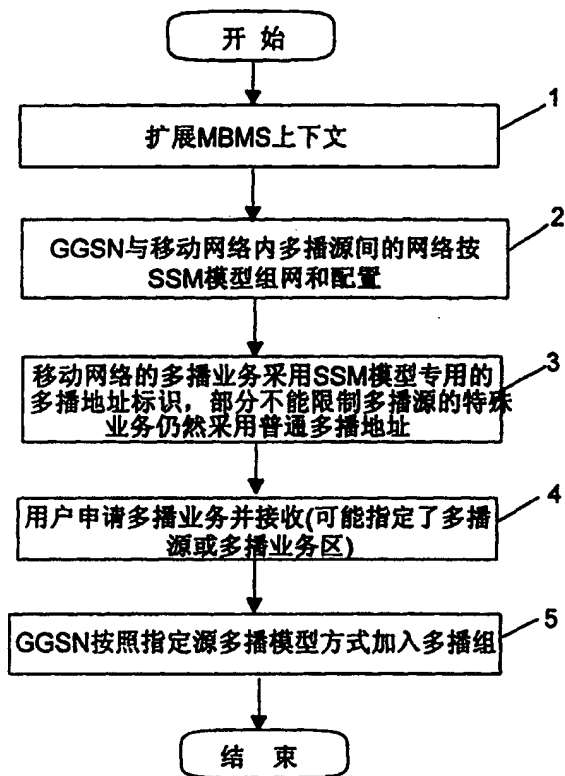 开 始
1
扩展MBMS上下文
2
GGSN与移动网络内多播源间的网络按
SSM模型组网和配置
3
移动网络的多播业务采用SSM模型专用的
多播地址标识，部分不能限制多播源的特殊
业务仍然采用普通多播地址
4
用户申请多播业务并接收(可能指定了多播
源或多播业务区)
5
GGSN按照指定源多播模型方式加入多播组
结 束